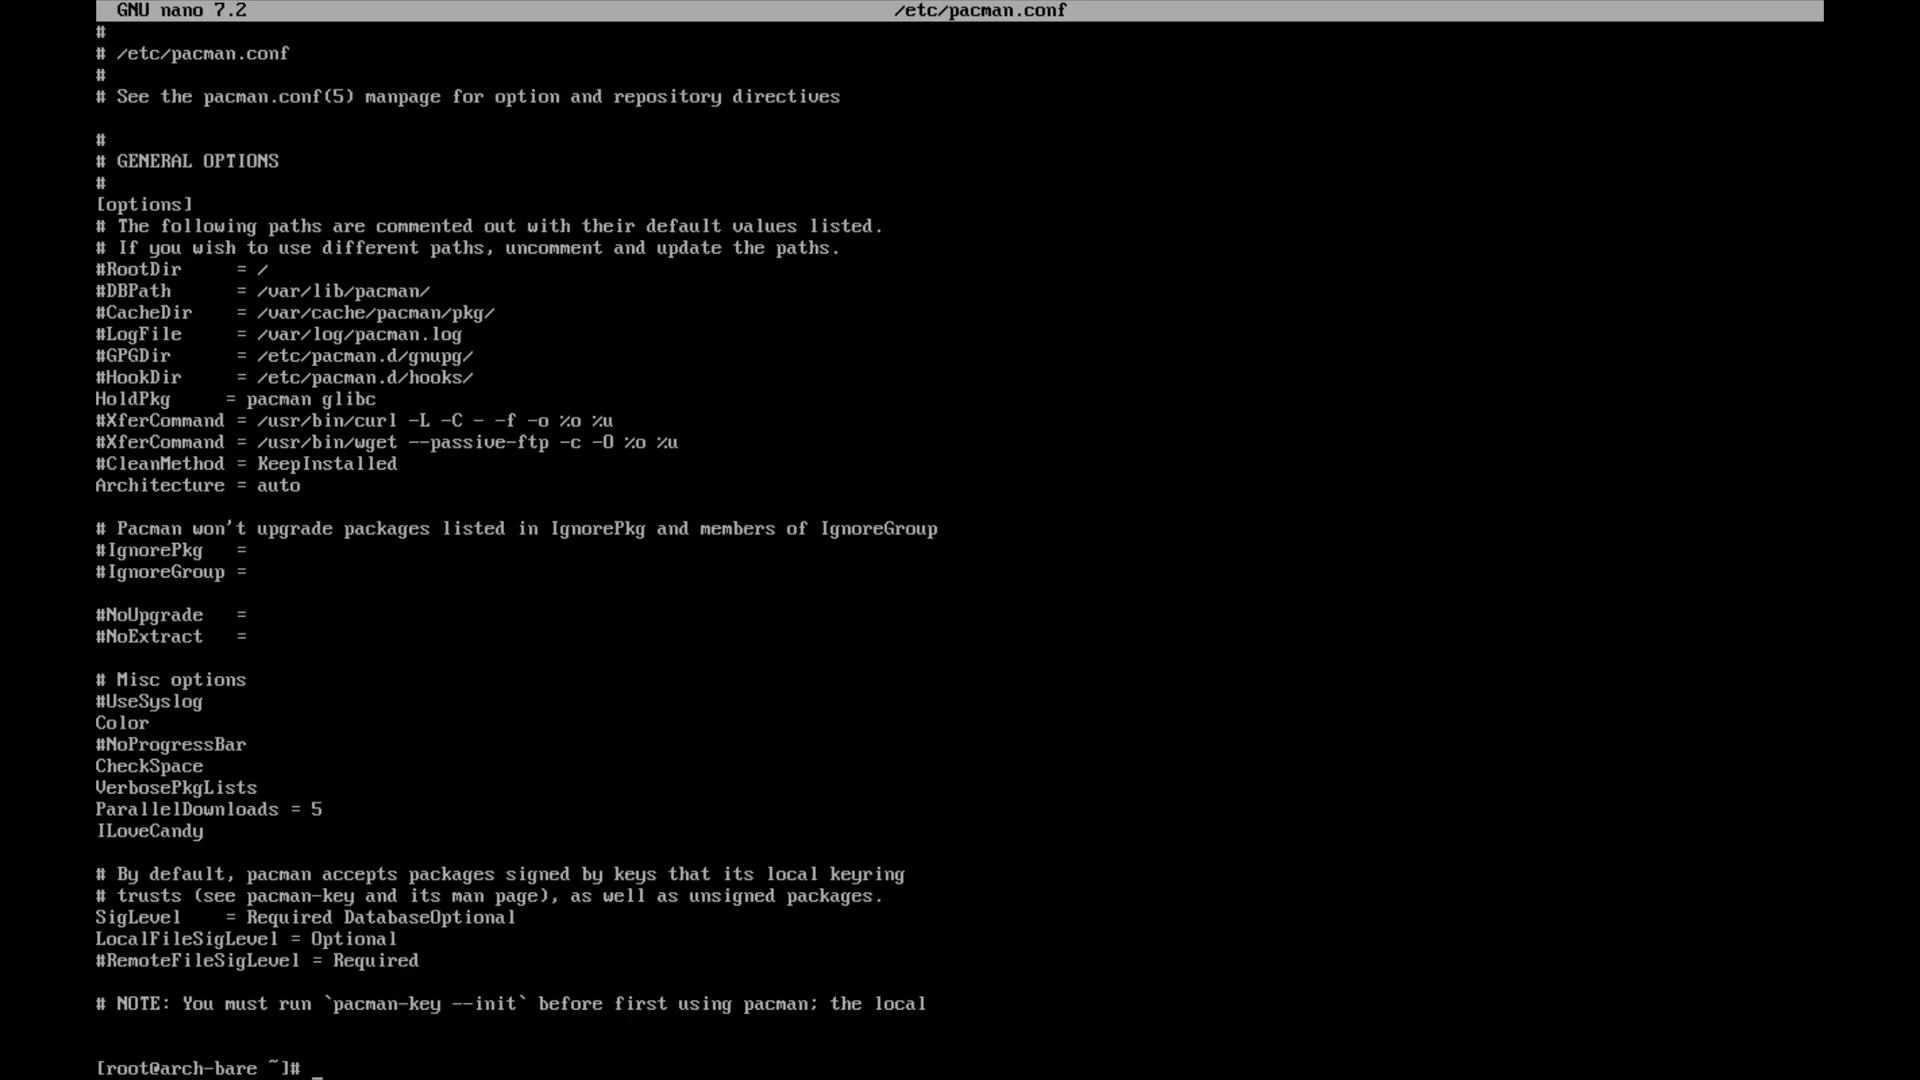 GNU nano 7.2 /etc/pacman.conf
#
# /etc/pacman.conf
#
# See the pacman.conf(5) manpage for option and repository directives
#
# GENERAL OPTIONS
#
[options]
# The following paths are commented out with their default values listed.
# If you wish to use different paths, uncomment and update the paths.
#RootDir     = /
#DBPath      = /var/lib/pacman/
#CacheDir    = /var/cache/pacman/pkg/
#LogFile     = /var/log/pacman.log
#GPGDir      = /etc/pacman.d/gnupg/
#HookDir     = /etc/pacman.d/hooks/
HoldPkg     = pacman glibc
#XferCommand = /usr/bin/curl -L -C - -f -o %o %u
#XferCommand = /usr/bin/wget --passive-ftp -c -O %o %u
#CleanMethod = KeepInstalled
Architecture = auto
# Pacman won't upgrade packages listed in IgnorePkg and members of IgnoreGroup
#IgnorePkg   =
#IgnoreGroup =
#NoUpgrade   =
#NoExtract   =
# Misc options
#UseSyslog
Color
#NoProgressBar
CheckSpace
VerbosePkgLists
ParallelDownloads = 5
ILoveCandy
# By default, pacman accepts packages signed by keys that its local keyring
# trusts (see pacman-key and its man page), as well as unsigned packages.
SigLevel    = Required DatabaseOptional
LocalFileSigLevel = Optional
#RemoteFileSigLevel = Required
# NOTE: You must run `pacman-key --init` before first using pacman; the local
[root@arch-bare ~]# _